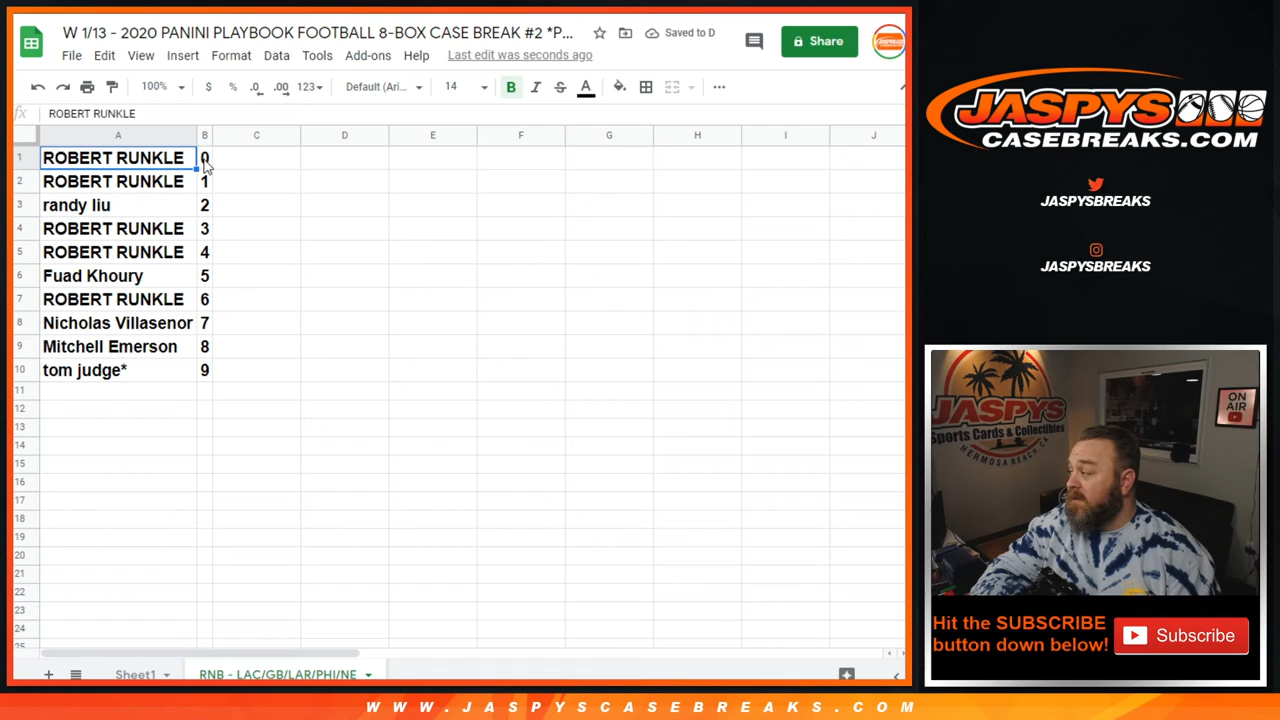 W 1/13 - 2020 PANINI PLAYBOOK FOOTBALL 8-BOX CASE BREAK #2 *P...
Saved to D
Share
File Edit View Insert Format Data Tools Add-ons Help Last edit was seconds ago
100% $ % .0 .00 123 Default (Ari... 14 B I S A
fx ROBERT RUNKLE
A B C D E F G H I J
1 ROBERT RUNKLE 0
2 ROBERT RUNKLE 1
3 randy liu 2
4 ROBERT RUNKLE 3
5 ROBERT RUNKLE 4
6 Fuad Khoury 5
7 ROBERT RUNKLE 6
8 Nicholas Villasenor 7
9 Mitchell Emerson 8
10 tom judge* 9
11
12
13
14
15
16
17
18
19
20
21
22
23
24
25
Sheet1 RNB - LAC/GB/LAR/PHI/NE
JASPYS
CASEBREAKS.COM
JASPYSBREAKS
JASPYSBREAKS
JASPYS
Sports Cards & Collectibles
HERMOSA BEACH, CA
ON
AIR
Hit the SUBSCRIBE
button down below!
Subscribe
WWW.JASPYSCASEBREAKS.COM